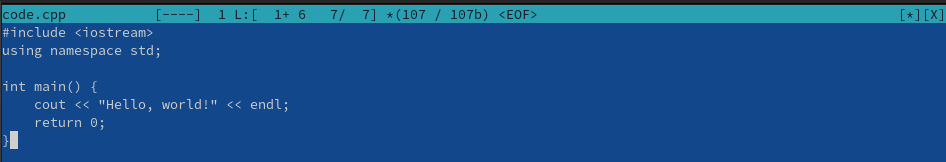 code.cpp [----] 1 L:[ 1+ 6 7/ 7] *(107 / 107b) <EOF> [*][X]
#include <iostream>
using namespace std;

int main() {
    cout << "Hello, world!" << endl;
    return 0;
}